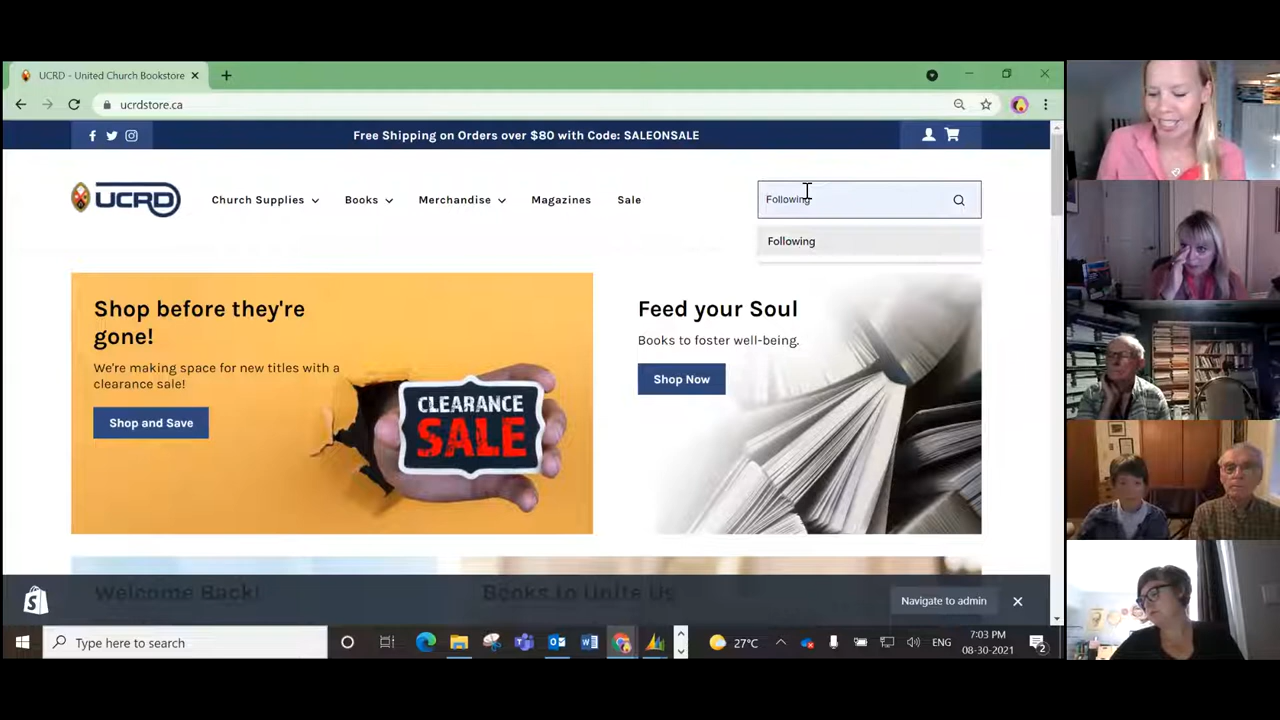 UCRD - United Church Bookstore
ucrdstore.ca
Free Shipping on Orders over $80 with Code: SALEONSALE
UCRD
Church Supplies
Books
Merchandise
Magazines
Sale
Following
Following
Shop before they're
gone!
We're making space for new titles with a
clearance sale!
Shop and Save
CLEARANCE
SALE
Feed your Soul
Books to foster well-being.
Shop Now
Welcome Back!
Books to Unite Us
Navigate to admin
Type here to search
27°C
ENG
7:03 PM
08-30-2021
2